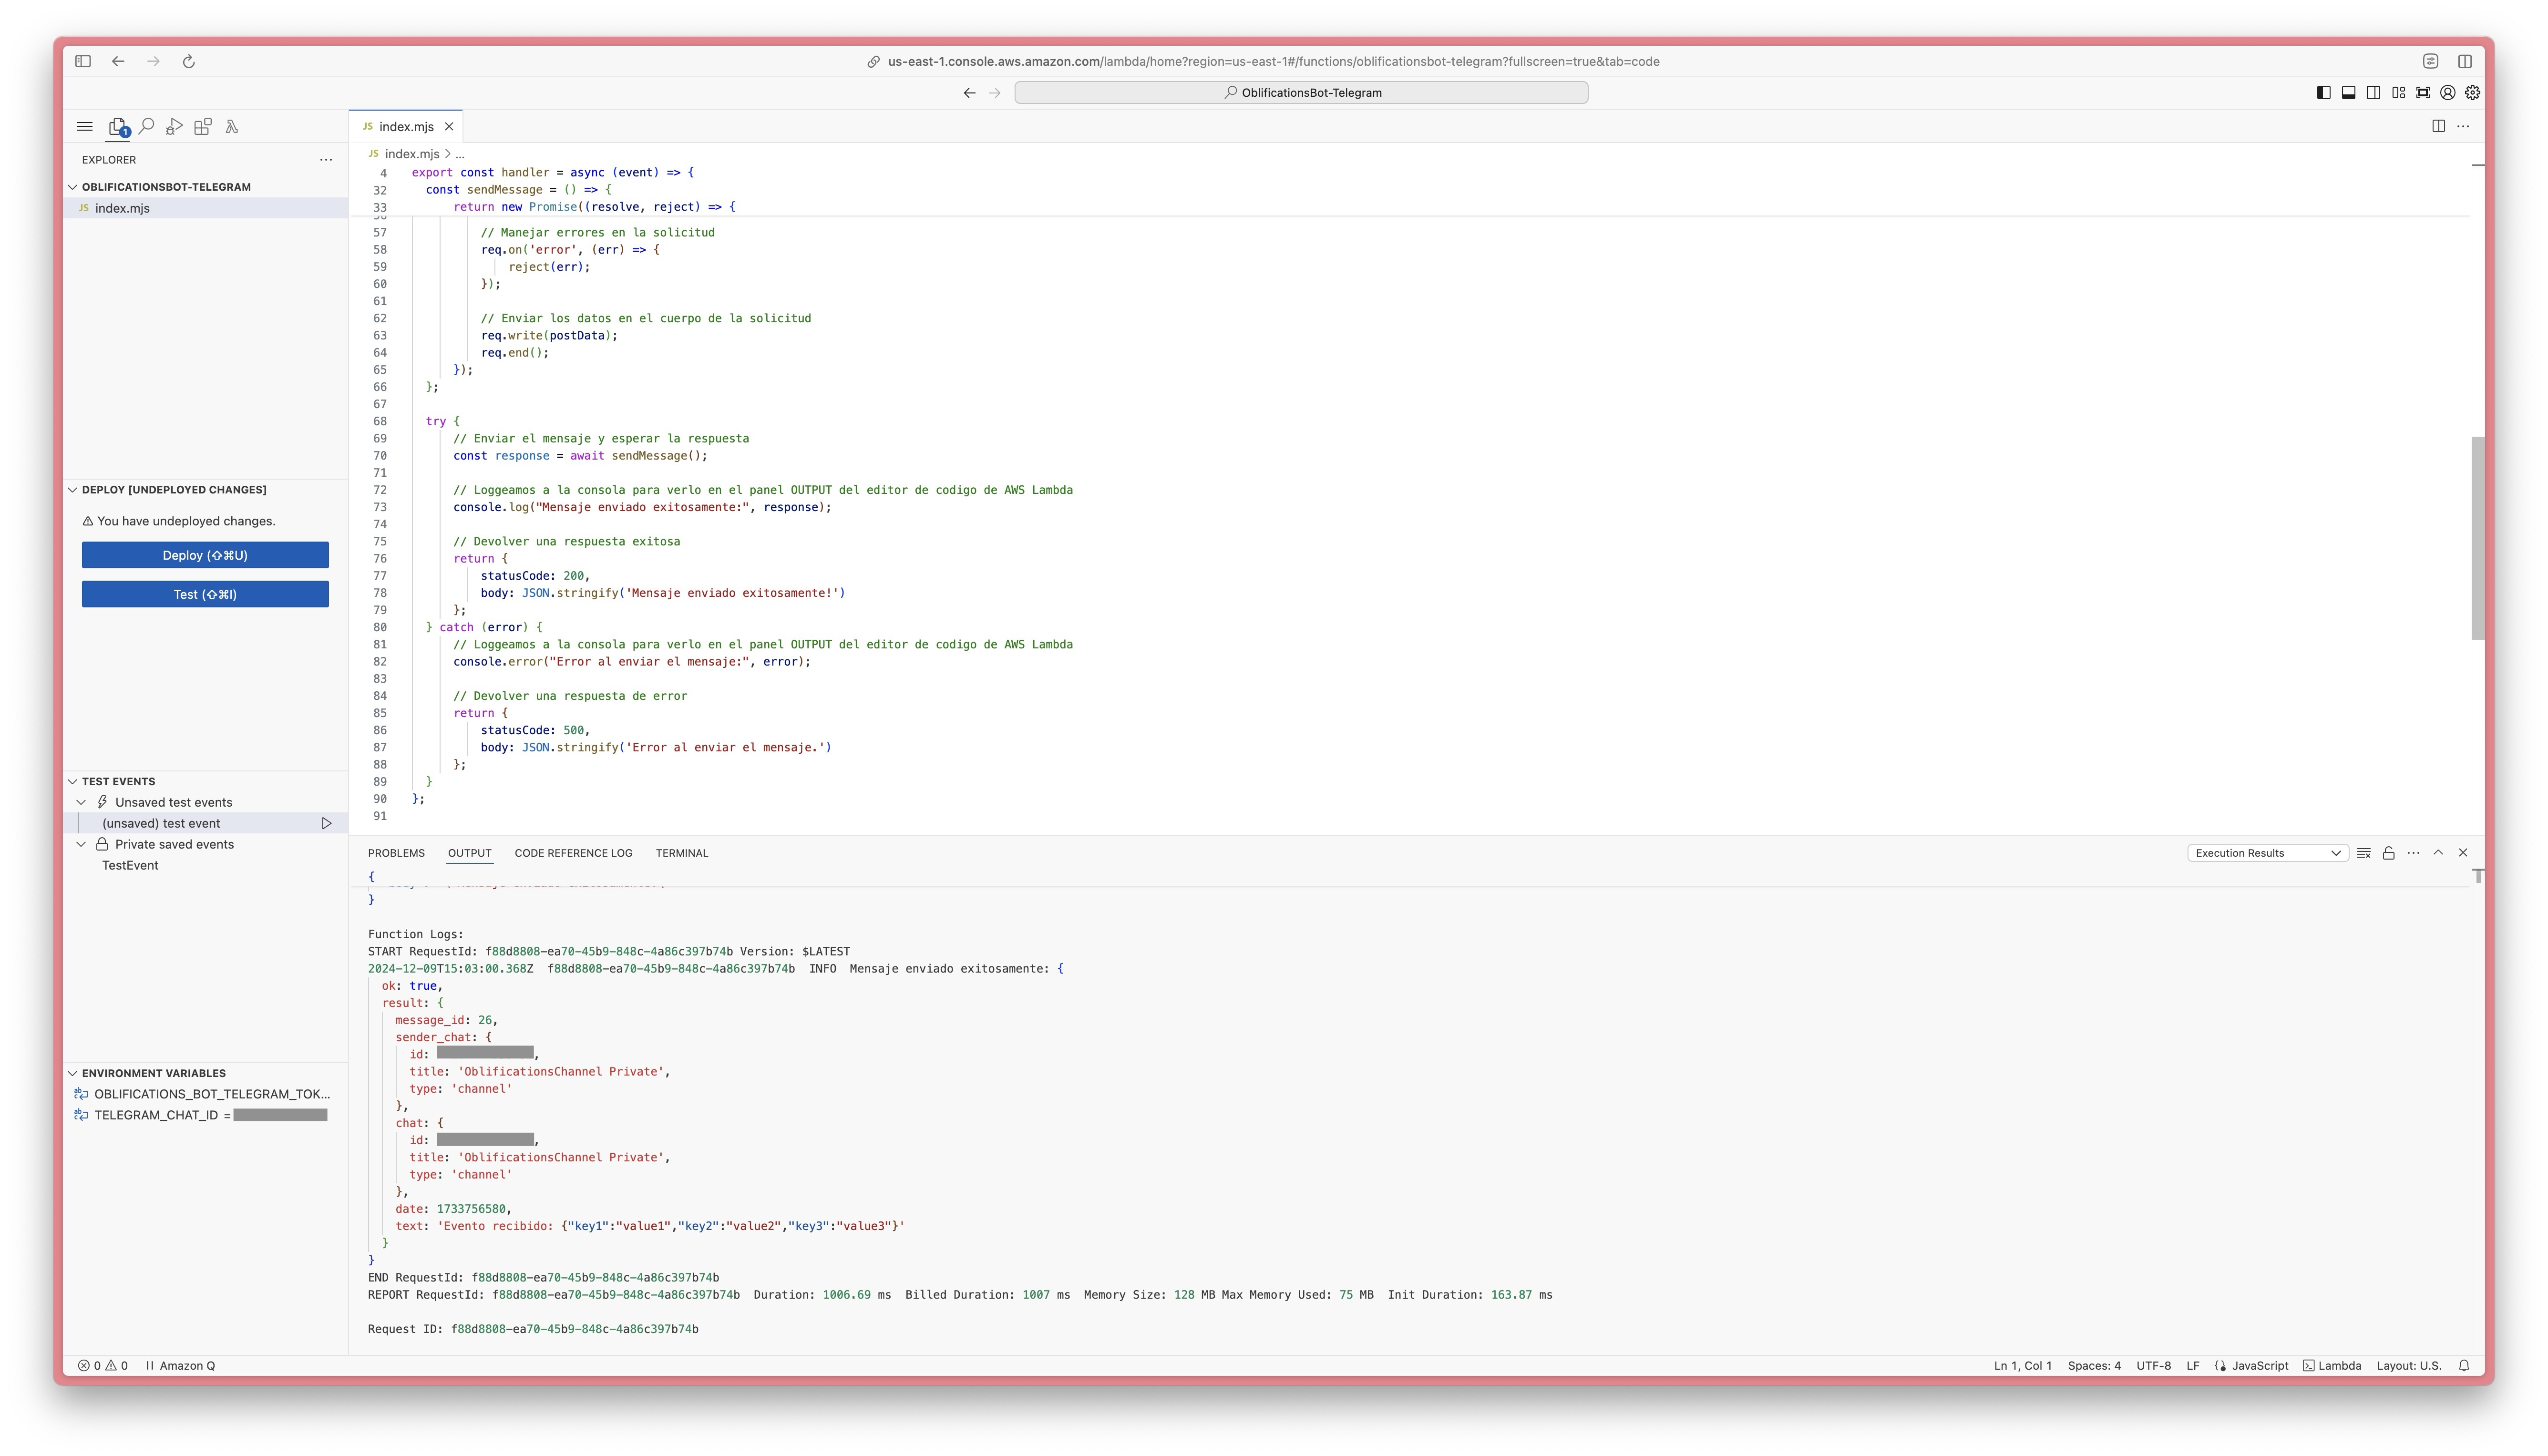 us-east-1.console.aws.amazon.com/lambda/home?region=us-east-1#/functions/oblificationsbot-telegram?fullscreen=true&tab=code
OblificationsBot-Telegram
1
JS index.mjs
EXPLORER
OBLIFICATIONSBOT-TELEGRAM
JS index.mjs
DEPLOY [UNDEPLOYED CHANGES]
You have undeployed changes.
Deploy (⇧⌘U)
Test (⇧⌘I)
TEST EVENTS
Unsaved test events
(unsaved) test event
Private saved events
TestEvent
ENVIRONMENT VARIABLES
OBLIFICATIONS_BOT_TELEGRAM_TOK...
TELEGRAM_CHAT_ID =
JS index.mjs > ...
4 export const handler = async (event) => {
32 const sendMessage = () => {
33 return new Promise((resolve, reject) => {
57 // Manejar errores en la solicitud
58 req.on('error', (err) => {
59 reject(err);
60 });
61
62 // Enviar los datos en el cuerpo de la solicitud
63 req.write(postData);
64 req.end();
65 });
66 };
67
68 try {
69 // Enviar el mensaje y esperar la respuesta
70 const response = await sendMessage();
71
72 // Loggeamos a la consola para verlo en el panel OUTPUT del editor de codigo de AWS Lambda
73 console.log("Mensaje enviado exitosamente:", response);
74
75 // Devolver una respuesta exitosa
76 return {
77 statusCode: 200,
78 body: JSON.stringify('Mensaje enviado exitosamente!')
79 };
80 } catch (error) {
81 // Loggeamos a la consola para verlo en el panel OUTPUT del editor de codigo de AWS Lambda
82 console.error("Error al enviar el mensaje:", error);
83
84 // Devolver una respuesta de error
85 return {
86 statusCode: 500,
87 body: JSON.stringify('Error al enviar el mensaje.')
88 };
89 }
90 };
91
PROBLEMS OUTPUT CODE REFERENCE LOG TERMINAL
Execution Results
{
}
Function Logs:
START RequestId: f88d8808-ea70-45b9-848c-4a86c397b74b Version: $LATEST
2024-12-09T15:03:00.368Z f88d8808-ea70-45b9-848c-4a86c397b74b INFO Mensaje enviado exitosamente: {
ok: true,
result: {
message_id: 26,
sender_chat: {
id: ,
title: 'OblificationsChannel Private',
type: 'channel'
},
chat: {
id: ,
title: 'OblificationsChannel Private',
type: 'channel'
},
date: 1733756580,
text: 'Evento recibido: {"key1":"value1","key2":"value2","key3":"value3"}'
}
}
END RequestId: f88d8808-ea70-45b9-848c-4a86c397b74b
REPORT RequestId: f88d8808-ea70-45b9-848c-4a86c397b74b Duration: 1006.69 ms Billed Duration: 1007 ms Memory Size: 128 MB Max Memory Used: 75 MB Init Duration: 163.87 ms
Request ID: f88d8808-ea70-45b9-848c-4a86c397b74b
0 0 Amazon Q
Ln 1, Col 1 Spaces: 4 UTF-8 LF JavaScript Lambda Layout: U.S.